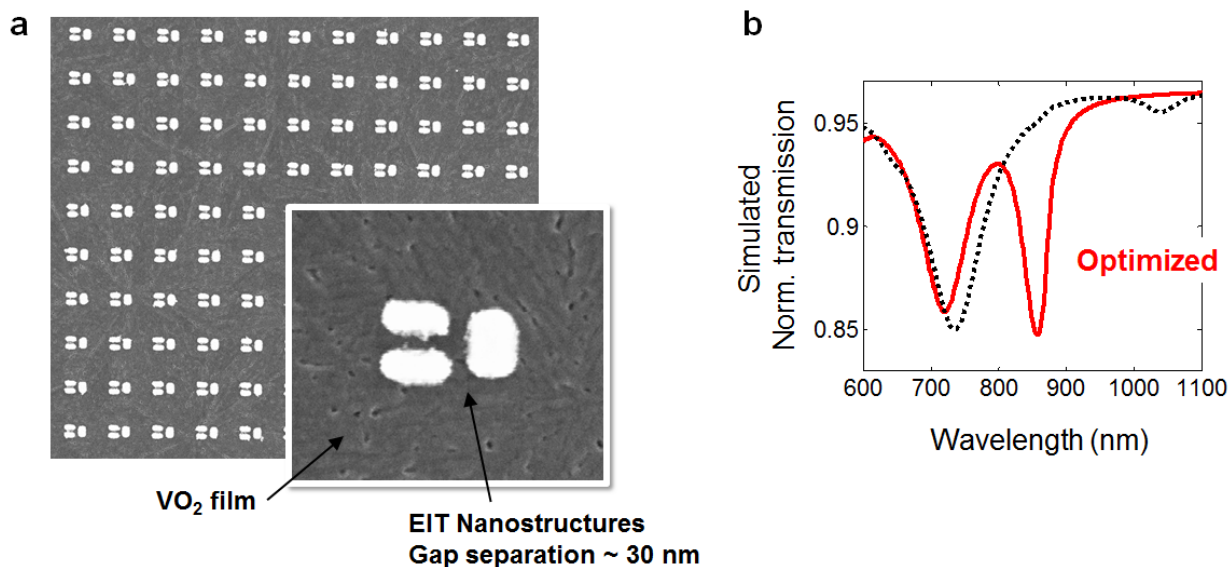 a
VO₂ film
EIT Nanostructures
Gap separation ~ 30 nm
b
Simulated
Norm. transmission
0.95
0.9
0.85
Optimized
600 700 800 900 1000 1100
Wavelength (nm)